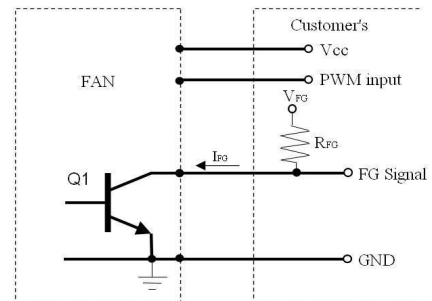 Customer's
Vcc
FAN
PWM input
VFG
RFG
IFG
FG Signal
Q1
GND